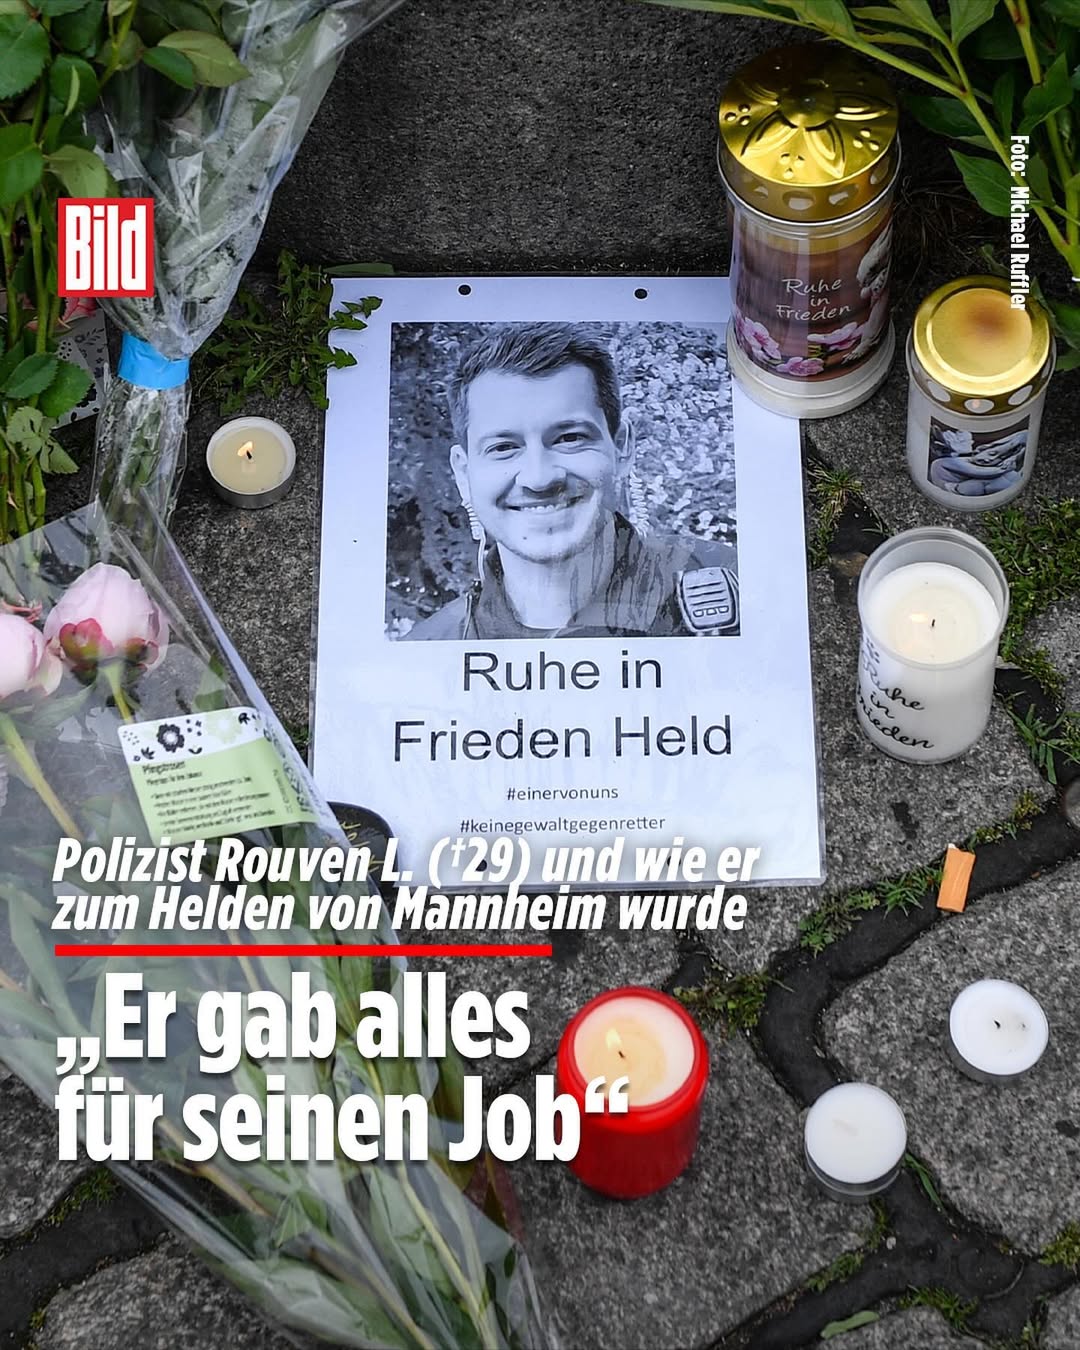 Foto: Michael Ruffler
Bild
Ruhe
in
Frieden
Ruhe in
Frieden Held
#einervonuns
#keinegewaltgegenretter
Ruhe
in
Frieden
Pfingstrosen
Polizist Rouven L. (†29) und wie er
zum Helden von Mannheim wurde
„Er gab alles
für seinen Job“